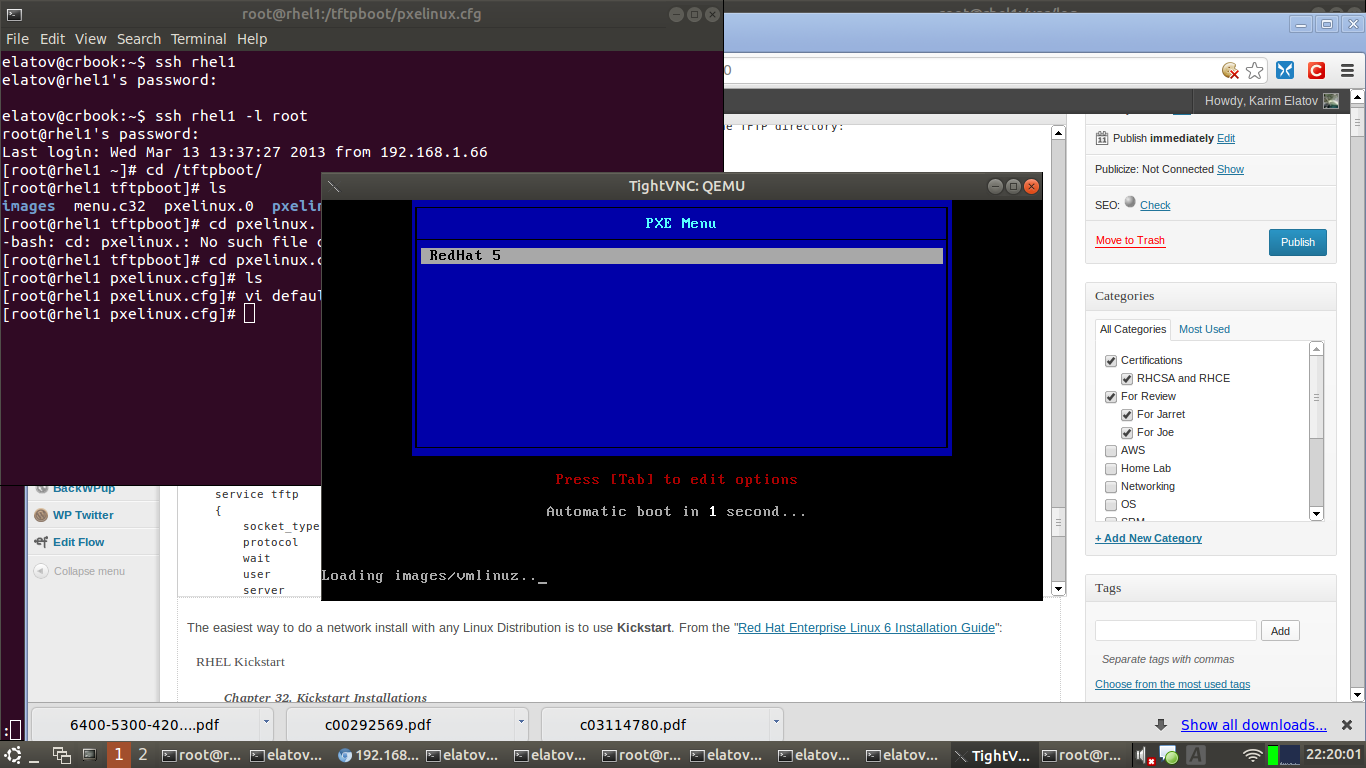 root@rhel1:/tftpboot/pxelinux.cfg
File Edit View Search Terminal Help
elatov@crbook:~$ ssh rhel1
elatov@rhel1's password:
elatov@crbook:~$ ssh rhel1 -l root
root@rhel1's password:
Last login: Wed Mar 13 13:37:27 2013 from 192.168.1.66
[root@rhel1 ~]# cd /tftpboot/
[root@rhel1 tftpboot]# ls
images menu.c32 pxelinux.0 pxelin
[root@rhel1 tftpboot]# cd pxelinux.
-bash: cd: pxelinux.: No such file
[root@rhel1 tftpboot]# cd pxelinux.c
[root@rhel1 pxelinux.cfg]# ls
[root@rhel1 pxelinux.cfg]# vi defaul
[root@rhel1 pxelinux.cfg]#
TightVNC: QEMU
PXE Menu
RedHat 5
Press [Tab] to edit options
Automatic boot in 1 second...
Loading images/vmlinuz..
0
Howdy, Karim Elatov
TFTP directory:
Publish immediately Edit
Publicize: Not Connected Show
SEO: Check
Move to Trash
Publish
Categories
All Categories Most Used
Certifications
RHCSA and RHCE
For Review
For Jarret
For Joe
AWS
Home Lab
Networking
OS
+ Add New Category
Tags
Add
Separate tags with commas
Choose from the most used tags
BackWPup
WP Twitter
Edit Flow
Collapse menu
service tftp
{
socket_type
protocol
wait
user
server
The easiest way to do a network install with any Linux Distribution is to use Kickstart. From the "Red Hat Enterprise Linux 6 Installation Guide":
RHEL Kickstart
Chapter 32. Kickstart Installations
:
6400-5300-420....pdf
c00292569.pdf
c03114780.pdf
Show all downloads...
1 2 root@r... elatov... 192.168... elatov... elatov... root@r... elatov... elatov... elatov... TightV... root@r... A 22:20:01